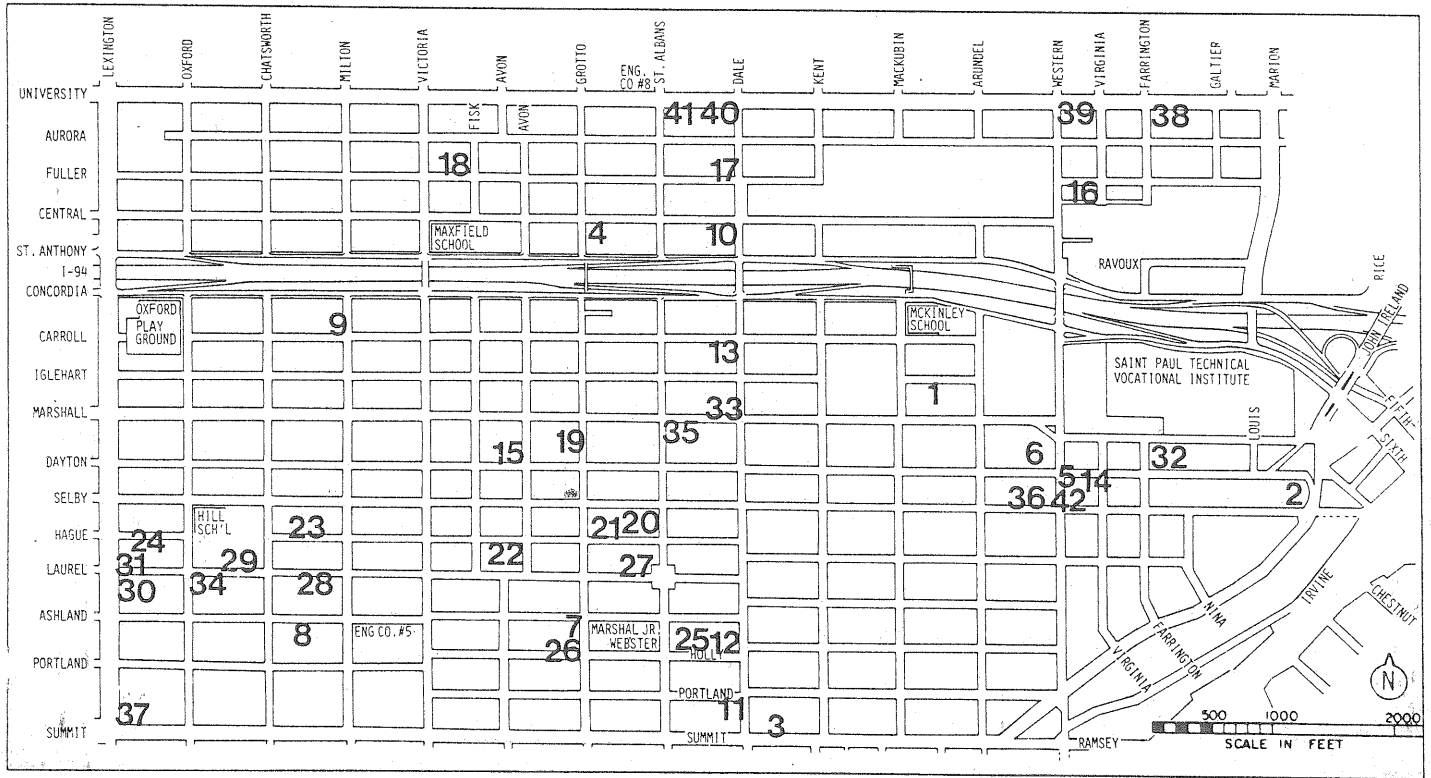 LEXINGTON
OXFORD
CHATSWORTH
MILTON
VICTORIA
AVON
GROTTO
ENG.
CO #8
ST. ALBANS
DALE
KENT
MACKUBIN
ARUNDEL
WESTERN
VIRGINIA
FARRINGTON
GALTIER
MARION
UNIVERSITY
FISK
AVON
41 40 39 38
AURORA
18 17
FULLER
16
CENTRAL
MAXFIELD
SCHOOL
4 10
ST. ANTHONY
I-94
RAVOUX
RICE
CONCORDIA
JOHN IRELAND
OXFORD
PLAY
GROUND
9
MCKINLEY
SCHOOL
CARROLL
13
SAINT PAUL TECHNICAL
VOCATIONAL INSTITUTE
IGLEHART
1
MARSHALL
33
FIFTH
LOUIS
SIXTH
15 19 35 6 32
DAYTON
5 14
SELBY
36 42 2
HILL
SCH'L
23 21 20
HAGUE
24 29 22 27
31
LAUREL
30 34 28
IRVINE
CHESTNUT
NINA
ASHLAND
8
ENG CO. #5
7
26
MARSHAL JR.
WEBSTER
25 12
HOLLY
FARRINGTON
VIRGINIA
PORTLAND
PORTLAND
N
37 11 3
SUMMIT
SUMMIT
RAMSEY
500 1000 2000
SCALE IN FEET